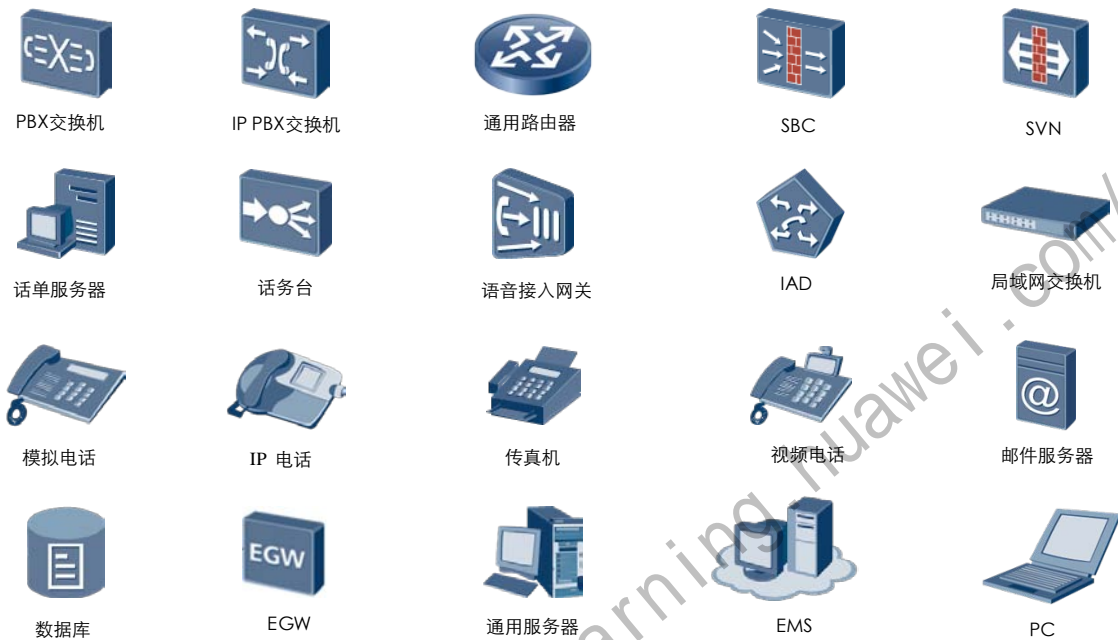 PBX交换机
IP PBX交换机
通用路由器
SBC
SVN
话单服务器
话务台
语音接入网关
IAD
局域网交换机
模拟电话
IP 电话
传真机
视频电话
@
邮件服务器
EGW
数据库
EGW
通用服务器
EMS
PC
arning.huawei.com/